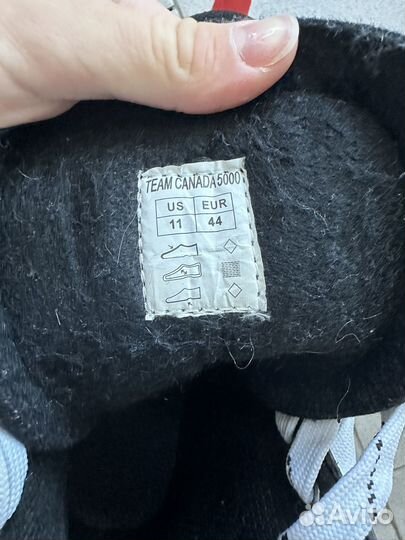 TEAM CANADA 5000
US EUR
11 44
Avito